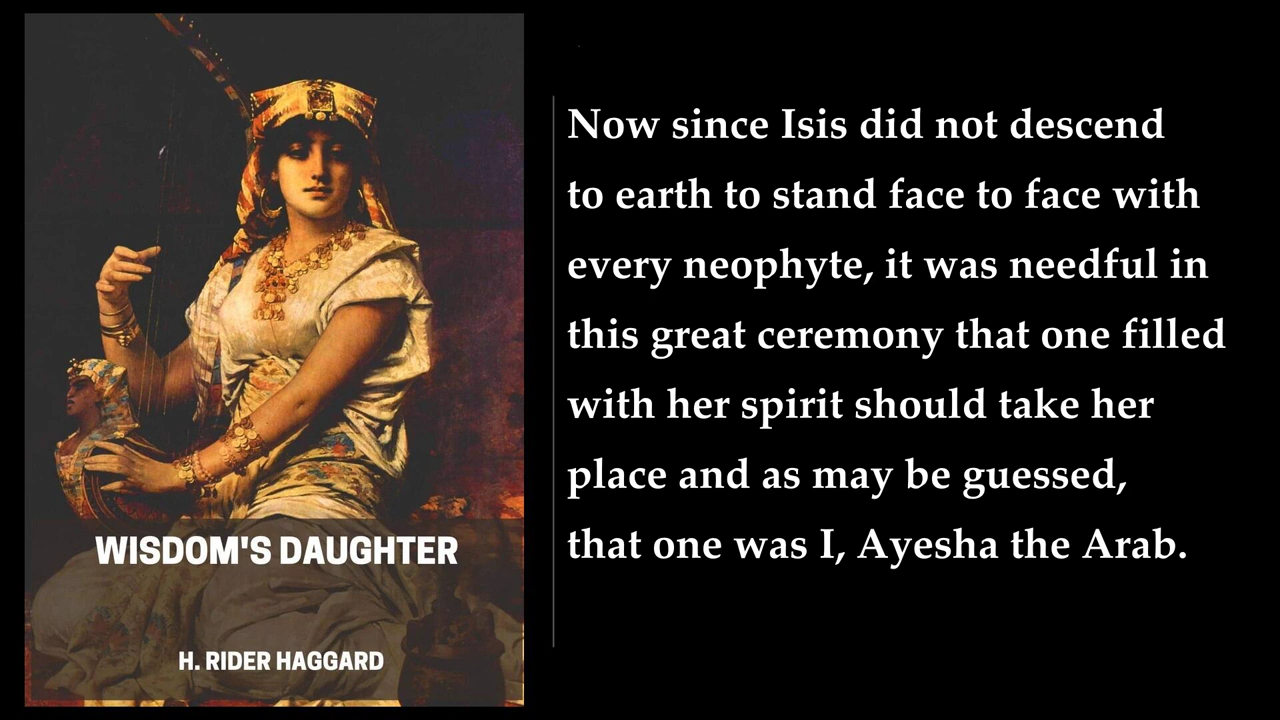 WISDOM'S DAUGHTER
H. RIDER HAGGARD
Now since Isis did not descend
to earth to stand face to face with
every neophyte, it was needful in
this great ceremony that one filled
with her spirit should take her
place and as may be guessed,
that one was I, Ayesha the Arab.